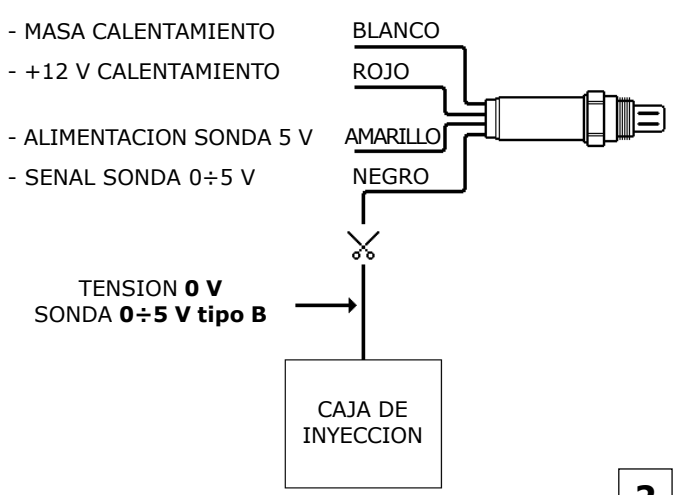 - MASA CALENTAMIENTO BLANCO
- +12 V CALENTAMIENTO ROJO
- ALIMENTACION SONDA 5 V AMARILLO
- SENAL SONDA 0÷5 V NEGRO
TENSION 0 V
SONDA 0÷5 V tipo B
CAJA DE
INYECCION